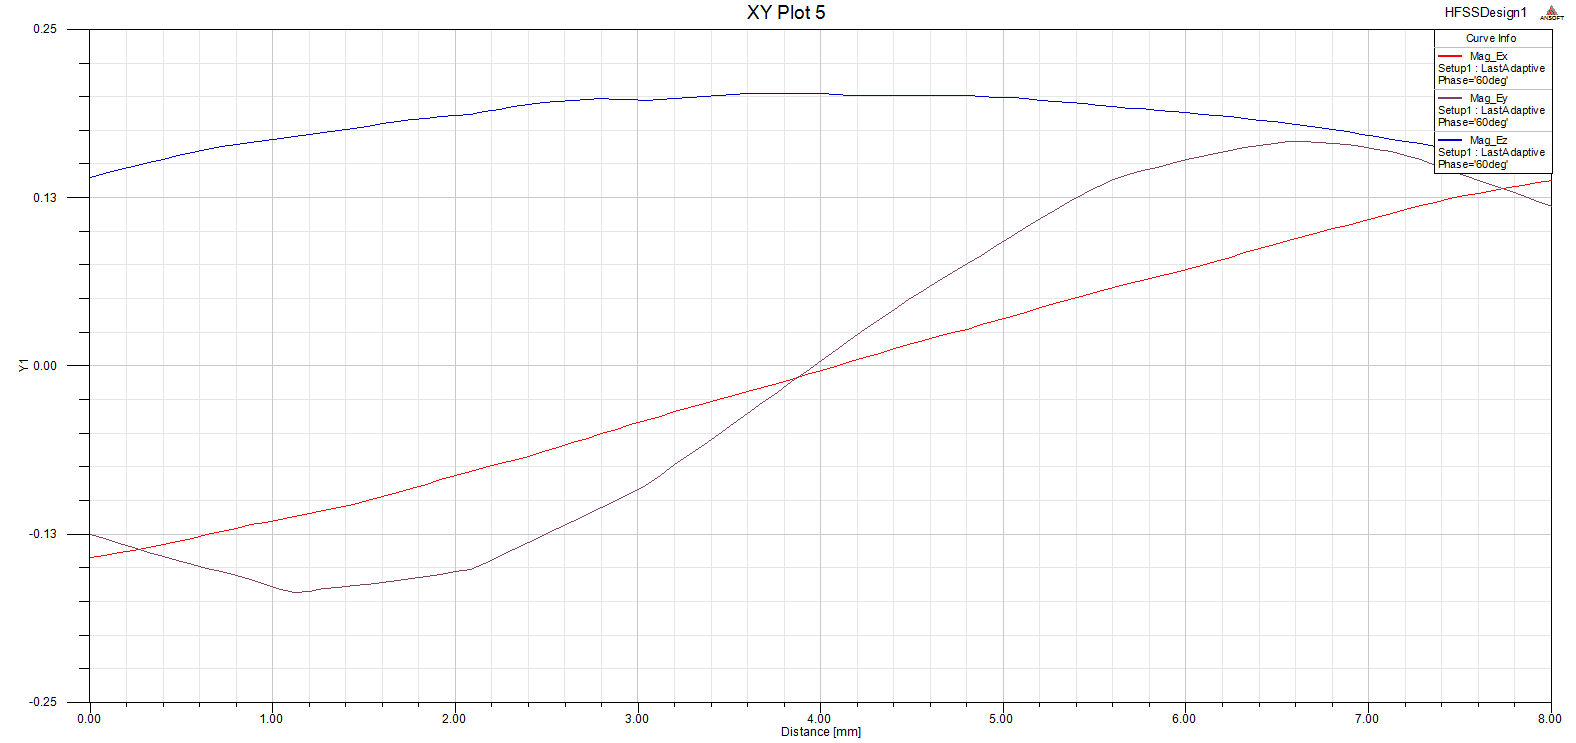 XY Plot 5
HFSSDesign1
ANSOFT
Curve Info
Mag_Ex
Setup1 : LastAdaptive
Phase='60deg'
Mag_Ey
Setup1 : LastAdaptive
Phase='60deg'
Mag_Ez
Setup1 : LastAdaptive
Phase='60deg'
0.25
0.13
0.00
-0.13
-0.25
Y1
0.00 1.00 2.00 3.00 4.00 5.00 6.00 7.00 8.00
Distance [mm]